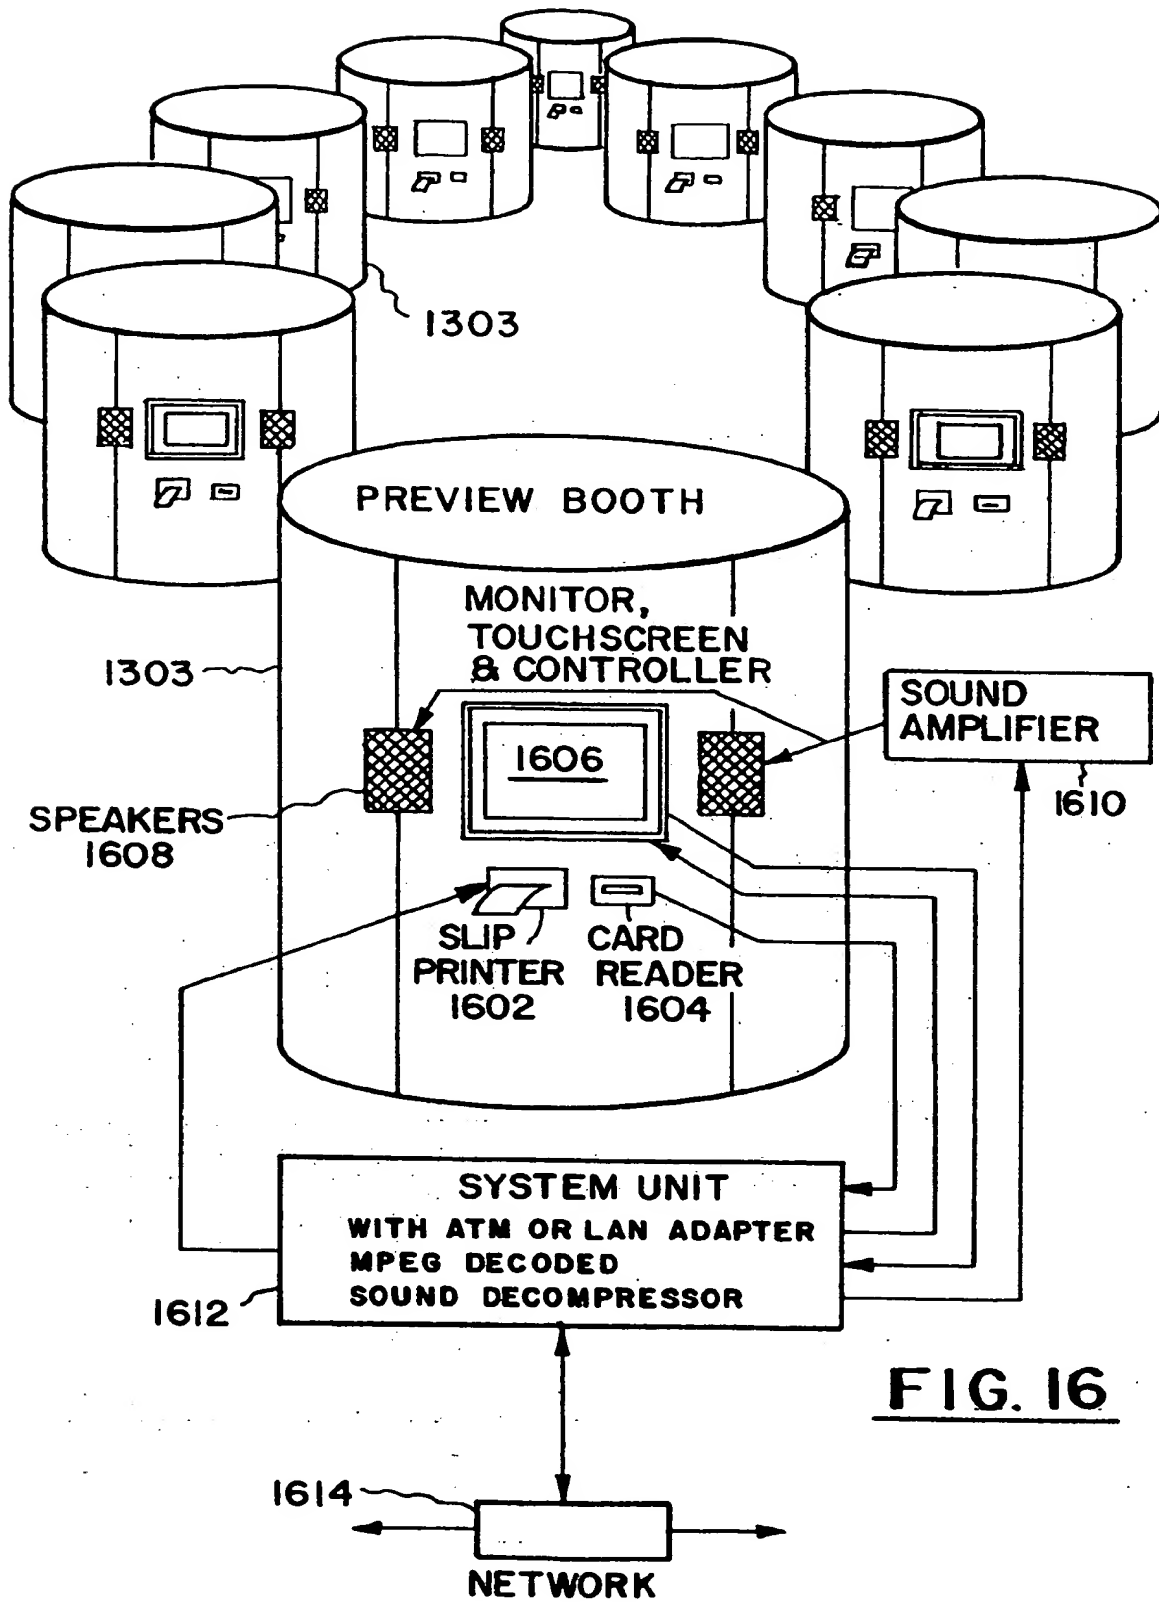 1303
PREVIEW BOOTH
MONITOR,
TOUCHSCREEN
& CONTROLLER
1303
SOUND
AMPLIFIER
1606
1610
SPEAKERS
1608
SLIP
PRINTER
1602
CARD
READER
1604
SYSTEM UNIT
WITH ATM OR LAN ADAPTER
MPEG DECODED
SOUND DECOMPRESSOR
1612
FIG. 16
1614
NETWORK